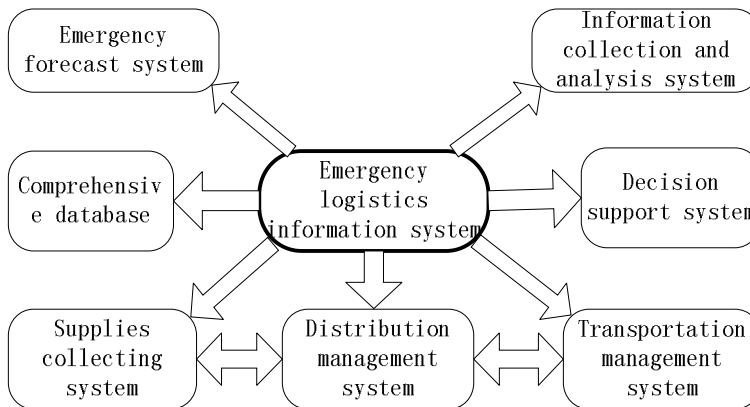 Emergency
forecast system
Information
collection and
analysis system
Comprehensiv
e database
Emergency
logistics
information system
Decision
support system
Supplies
collecting
system
Distribution
management
system
Transportation
management
system